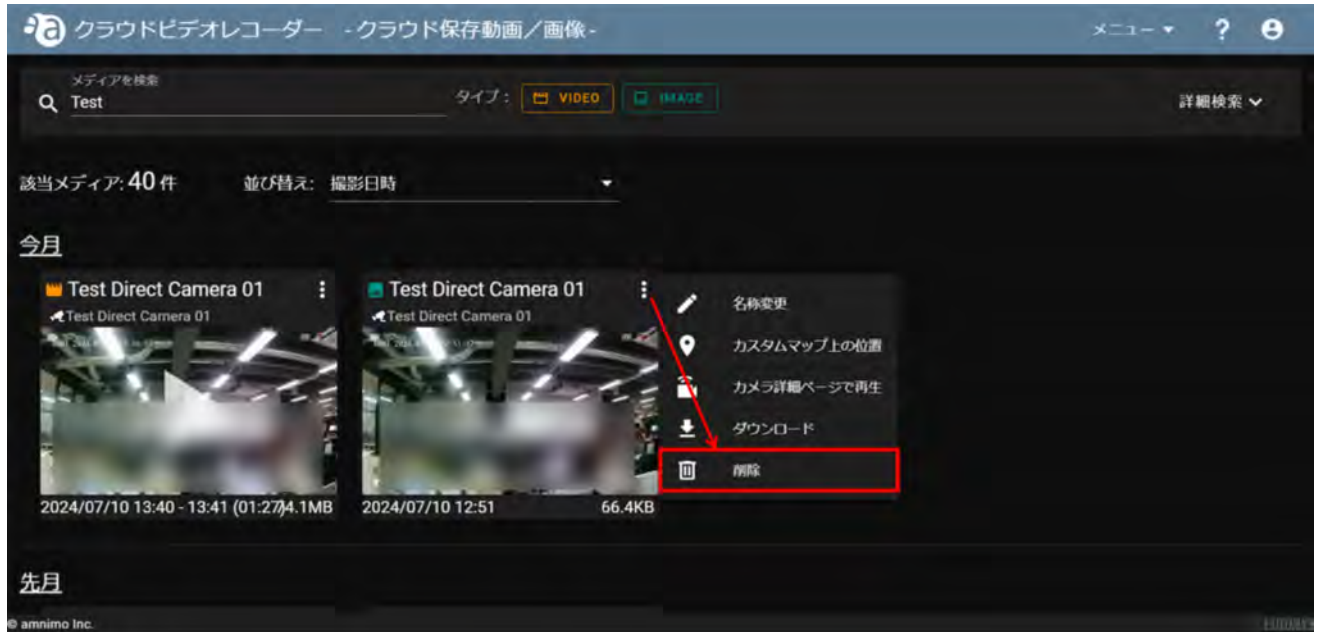 クラウドビデオレコーダー -クラウド保存動画／画像-
メニュー ?
メディアを検索
Test
タイプ： VIDEO IMAGE
詳細検索
該当メディア: 40 件 並び替え: 撮影日時
今月
Test Direct Camera 01
Test Direct Camera 01
2024/07/10 13:40 - 13:41 (01:27)
Test Direct Camera 01
Test Direct Camera 01
2024/07/10 12:51 66.4KB
名称変更
カスタムマップ上の位置
カメラ詳細ページで再生
ダウンロード
削除
先月
© amnimo Inc.